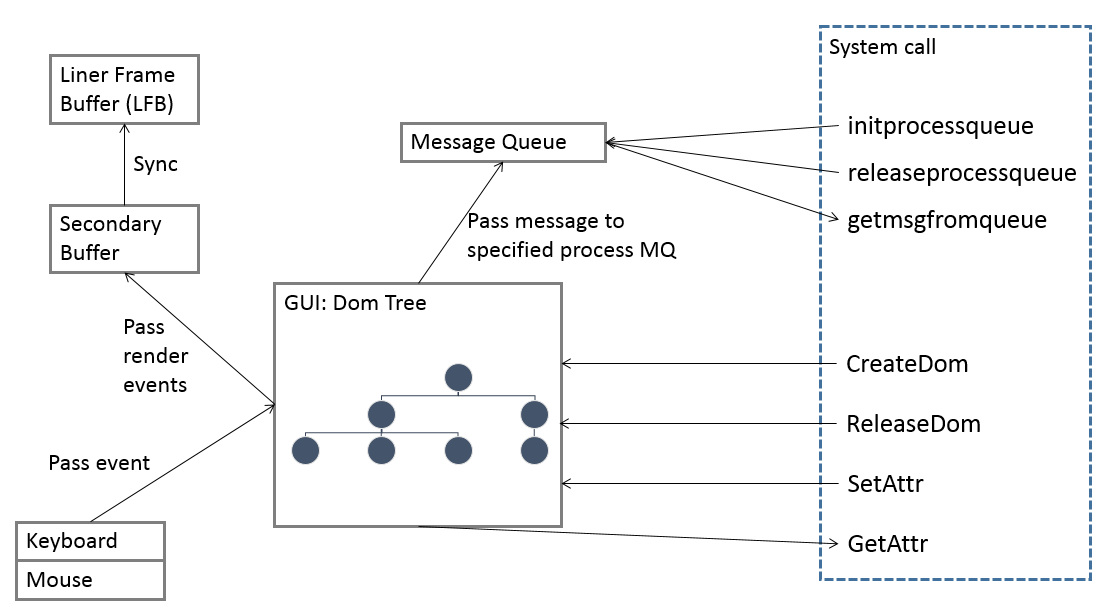 System call
Liner Frame
Buffer (LFB)
Sync
Secondary
Buffer
Message Queue
initprocessqueue
releaseprocessqueue
getmsgfromqueue
Pass message to
specified process MQ
Pass
render
events
GUI: Dom Tree
CreateDom
ReleaseDom
SetAttr
GetAttr
Pass event
Keyboard
Mouse